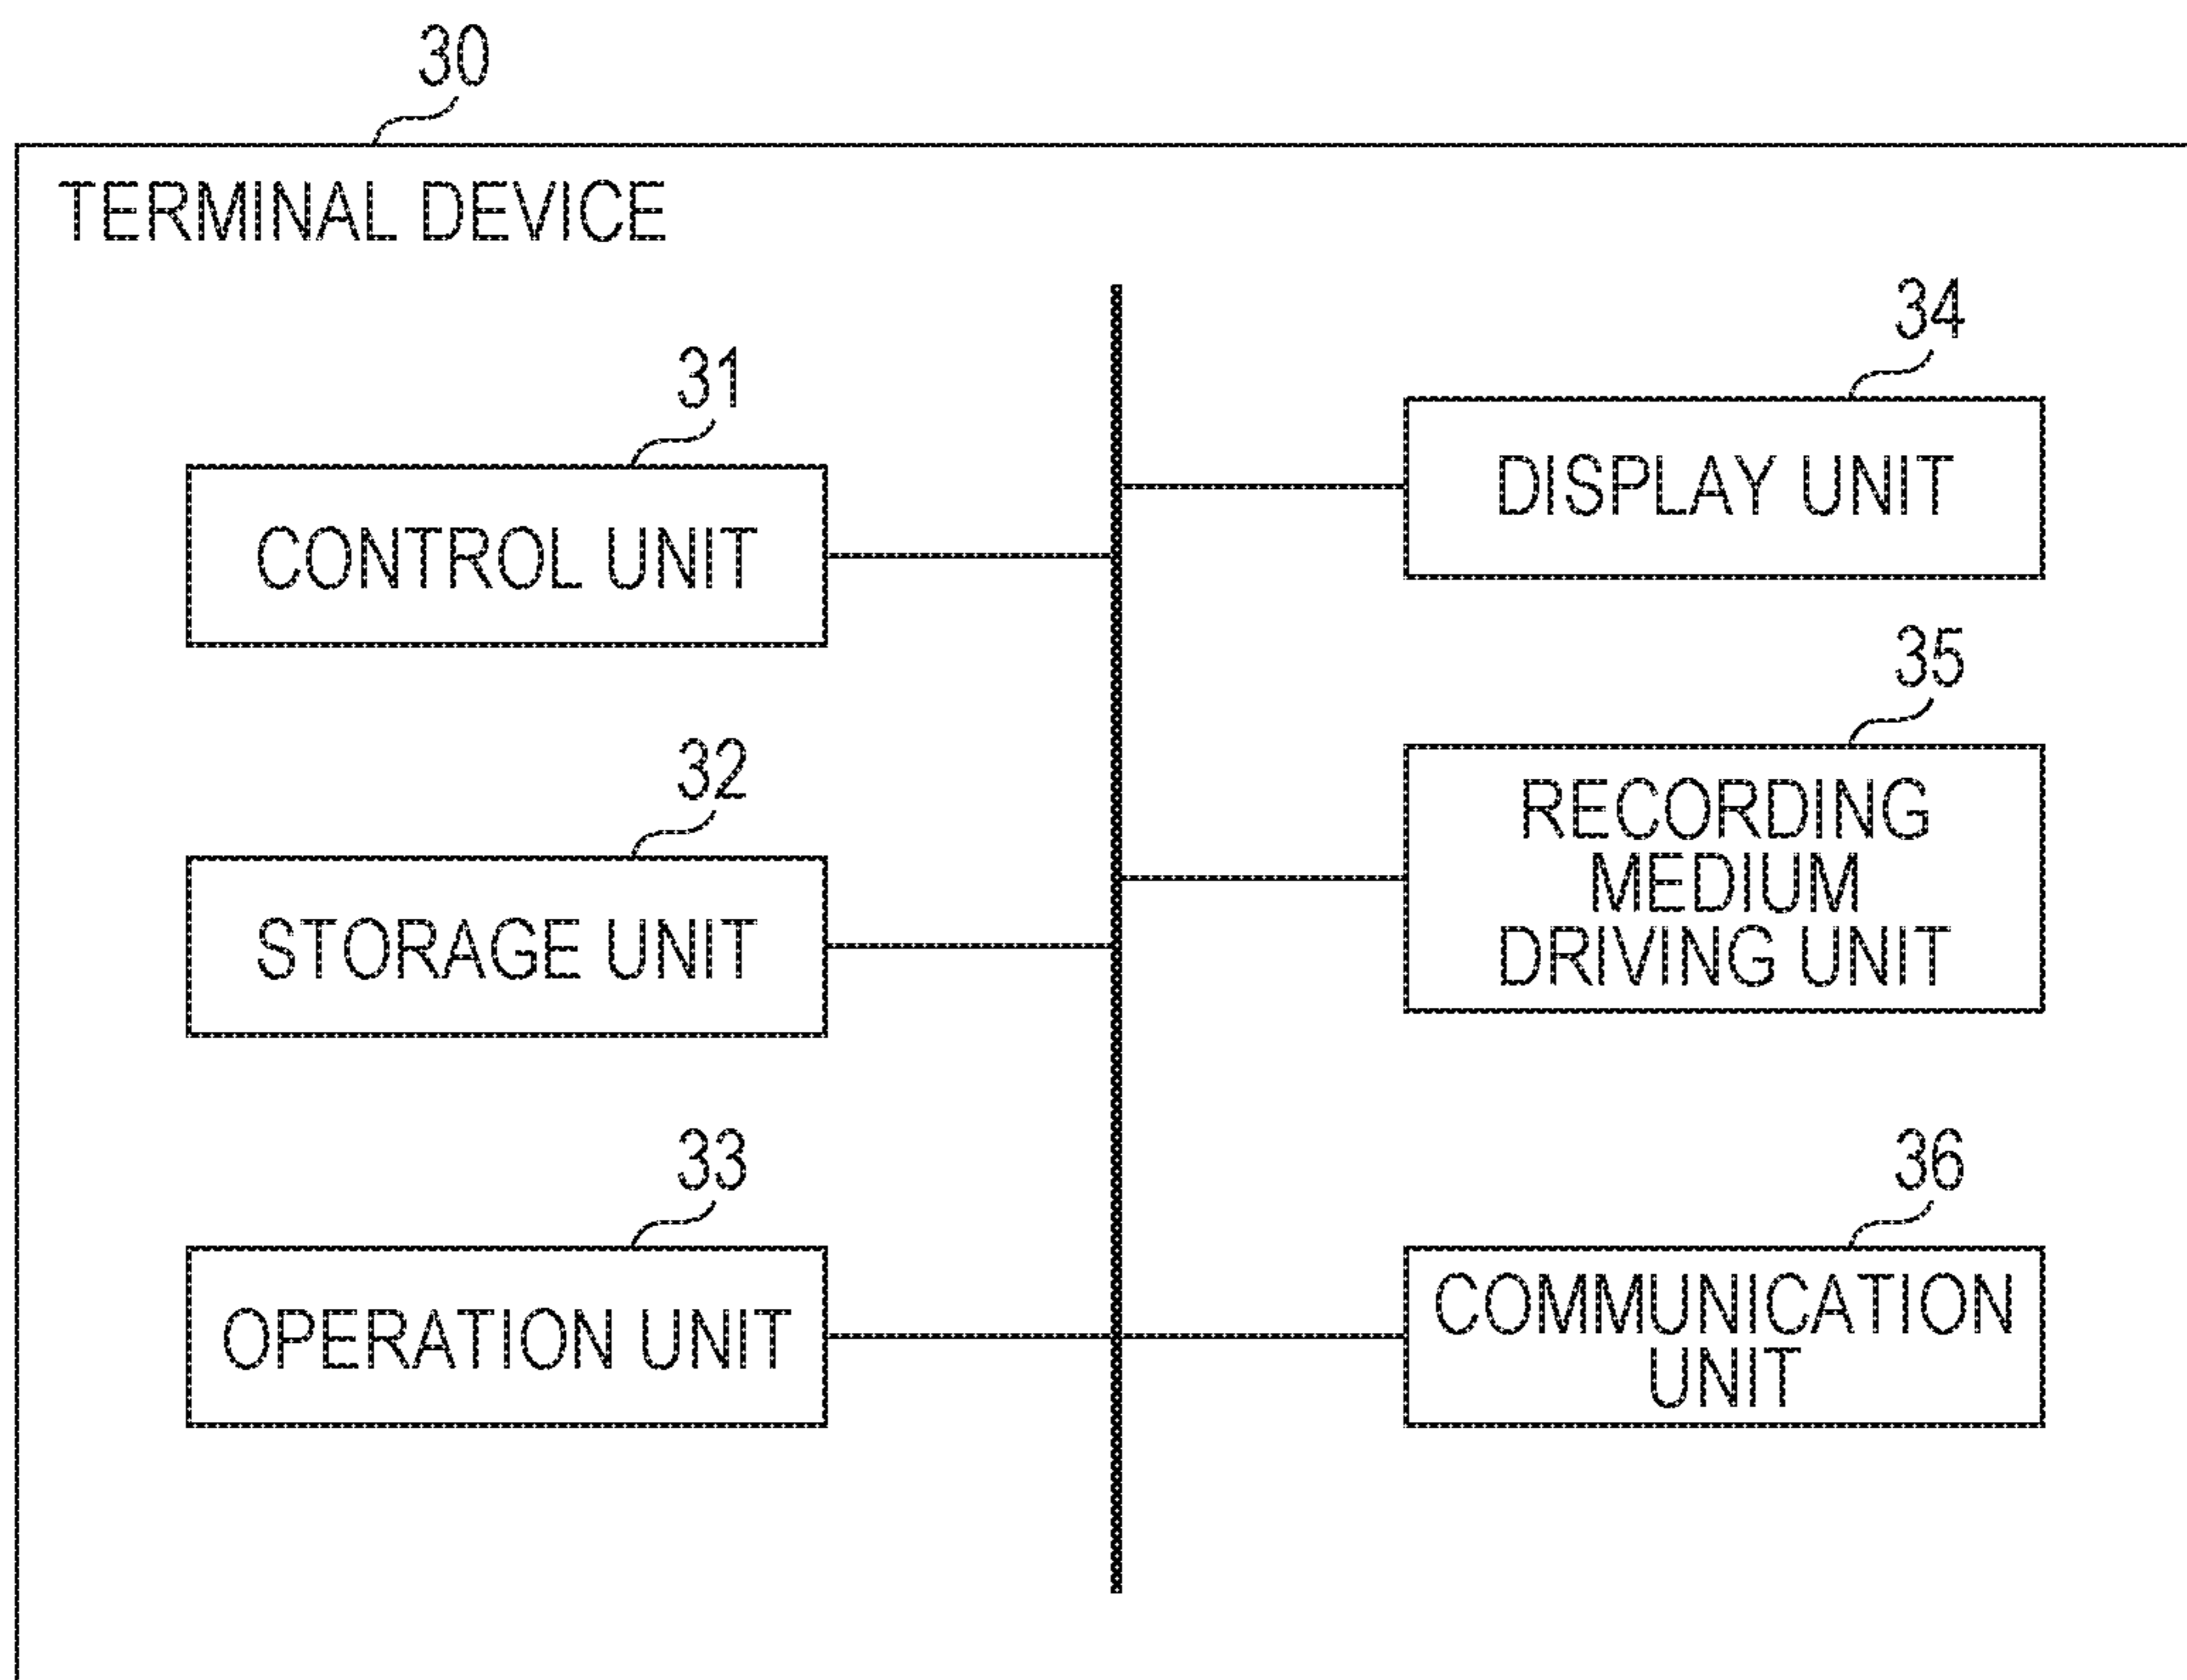 30
TERMINAL DEVICE
31
CONTROL UNIT
32
STORAGE UNIT
33
OPERATION UNIT
34
DISPLAY UNIT
35
RECORDING
MEDIUM
DRIVING UNIT
36
COMMUNICATION
UNIT